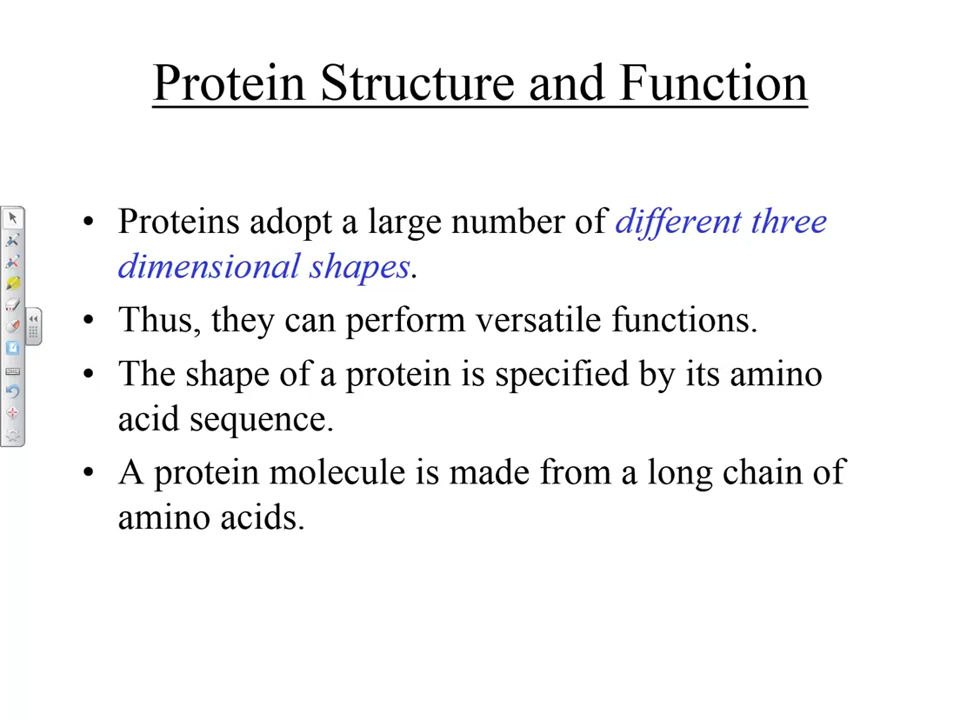 Protein Structure and Function
• Proteins adopt a large number of different three
dimensional shapes.
• Thus, they can perform versatile functions.
• The shape of a protein is specified by its amino
acid sequence.
• A protein molecule is made from a long chain of
amino acids.